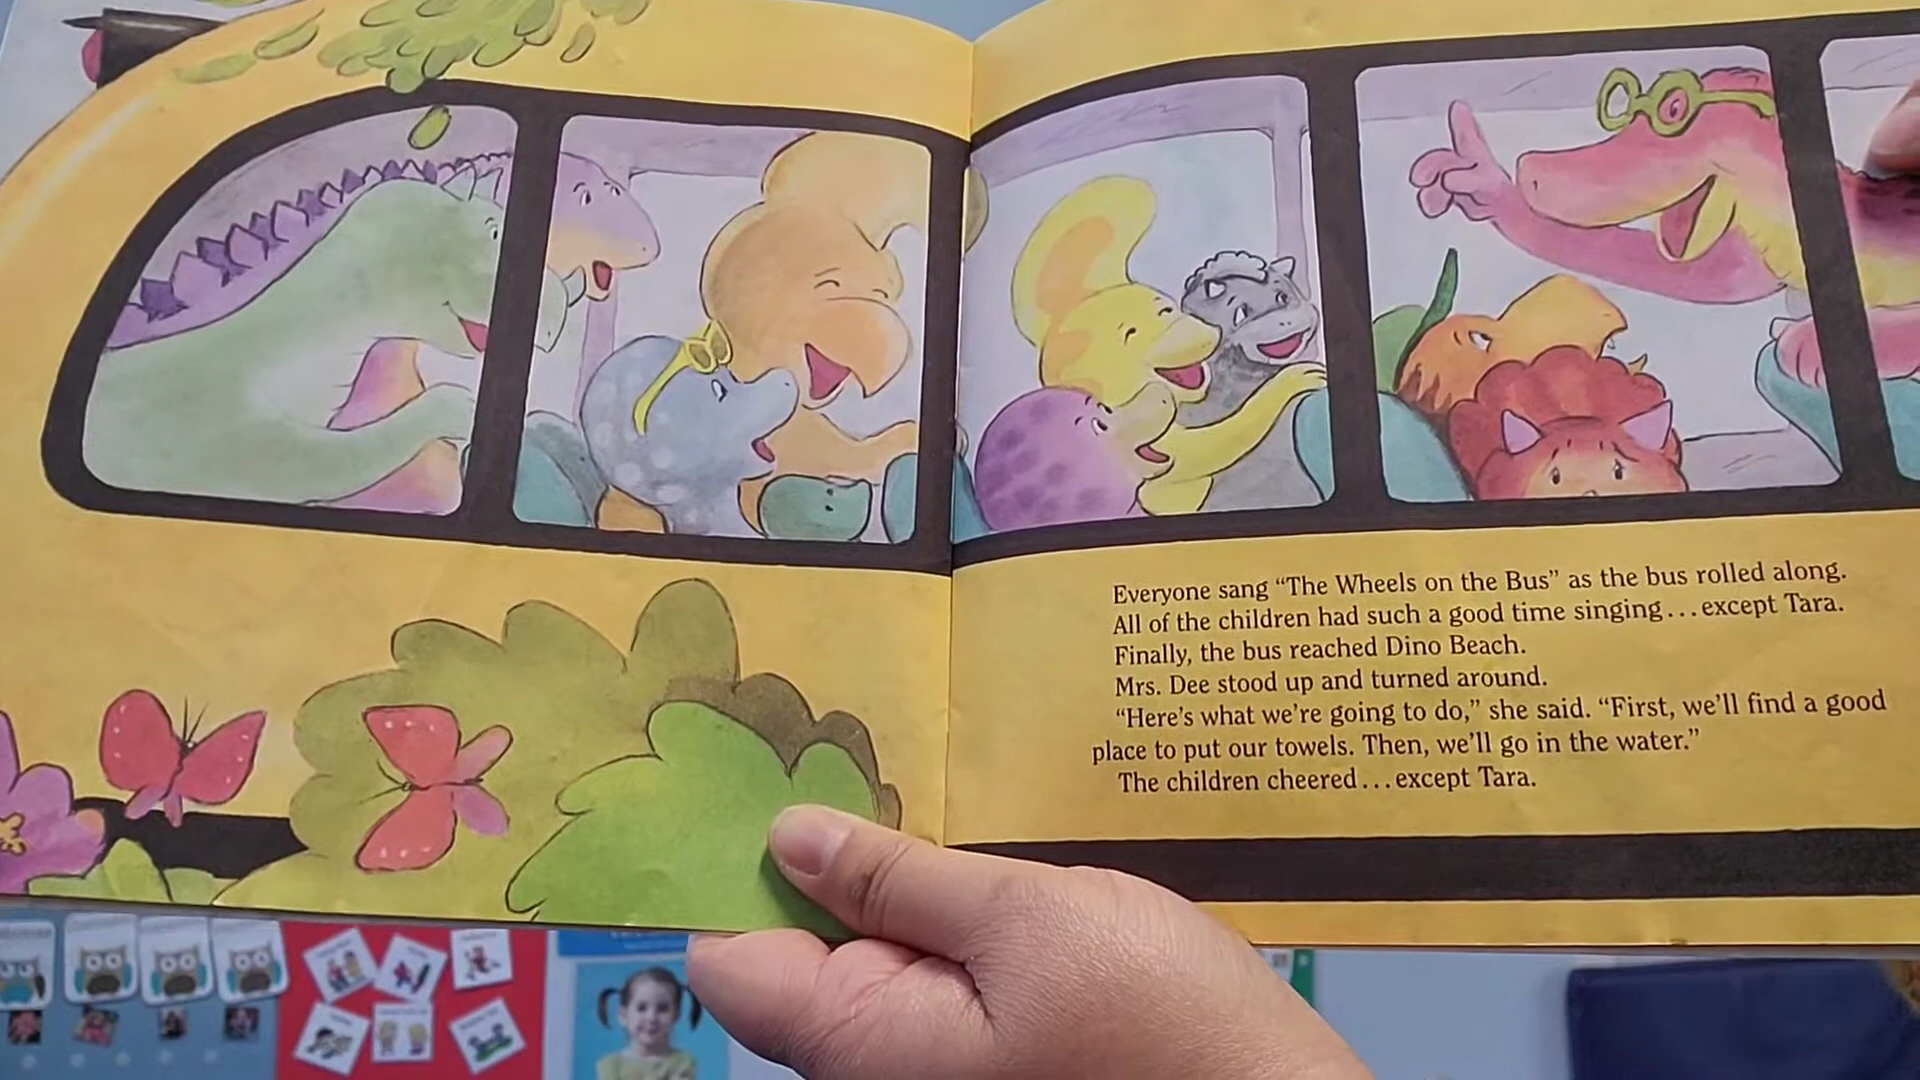 Everyone sang “The Wheels on the Bus” as the bus rolled along.
All of the children had such a good time singing...except Tara.
Finally, the bus reached Dino Beach.
Mrs. Dee stood up and turned around.
“Here’s what we’re going to do,” she said. “First, we’ll find a good
place to put our towels. Then, we’ll go in the water.”
The children cheered...except Tara.